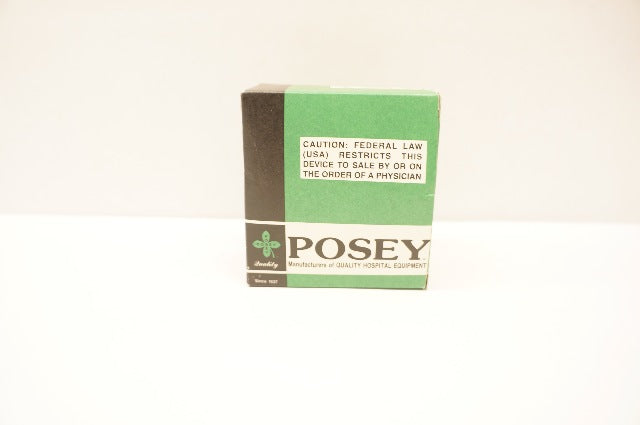 CAUTION: FEDERAL LAW
(USA) RESTRICTS THIS
DEVICE TO SALE BY OR ON
THE ORDER OF A PHYSICIAN
POSEY
Quality
Manufacturers of QUALITY HOSPITAL EQUIPMENT
Since 1937